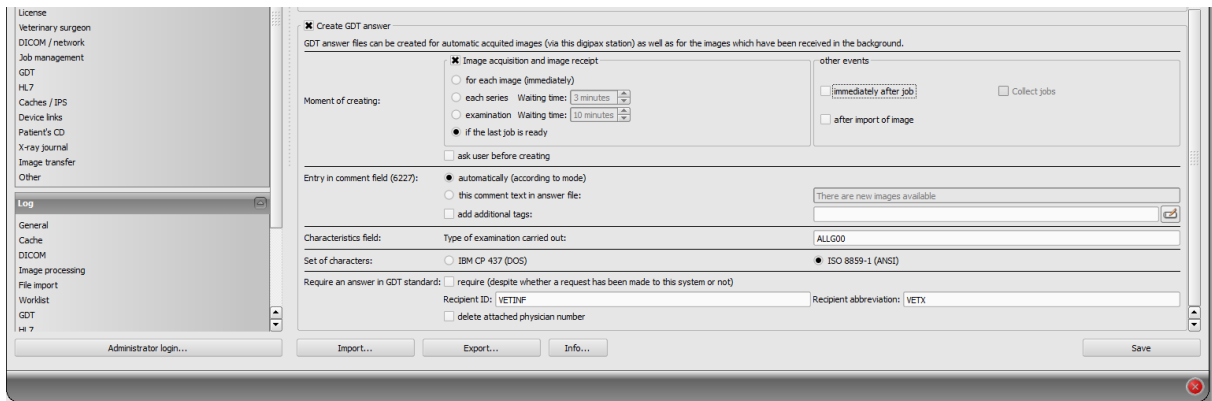 License
Veterinary surgeon
DICOM / network
Job management
GDT
HL7
Caches / IPS
Device links
Patient's CD
X-ray journal
Image transfer
Other
Log
General
Cache
DICOM
Image processing
File import
Worklist
GDT
HL7
Administrator login...
Create GDT answer
GDT answer files can be created for automatic acquited images (via this digipax station) as well as for the images which have been received in the background.
Moment of creating:
Image acquisition and image receipt
for each image (immediately)
each series Waiting time: 3 minutes
examination Waiting time: 10 minutes
if the last job is ready
ask user before creating
other events
immediately after job Collect jobs
after import of image
Entry in comment field (6227): automatically (according to mode)
this comment text in answer file: There are new images available
add additional tags:
Characteristics field: Type of examination carried out: ALLG00
Set of characters: IBM CP 437 (DOS) ISO 8859-1 (ANSI)
Require an answer in GDT standard: require (despite whether a request has been made to this system or not)
Recipient ID: VETINF Recipient abbreviation: VETX
delete attached physician number
Import... Export... Info... Save